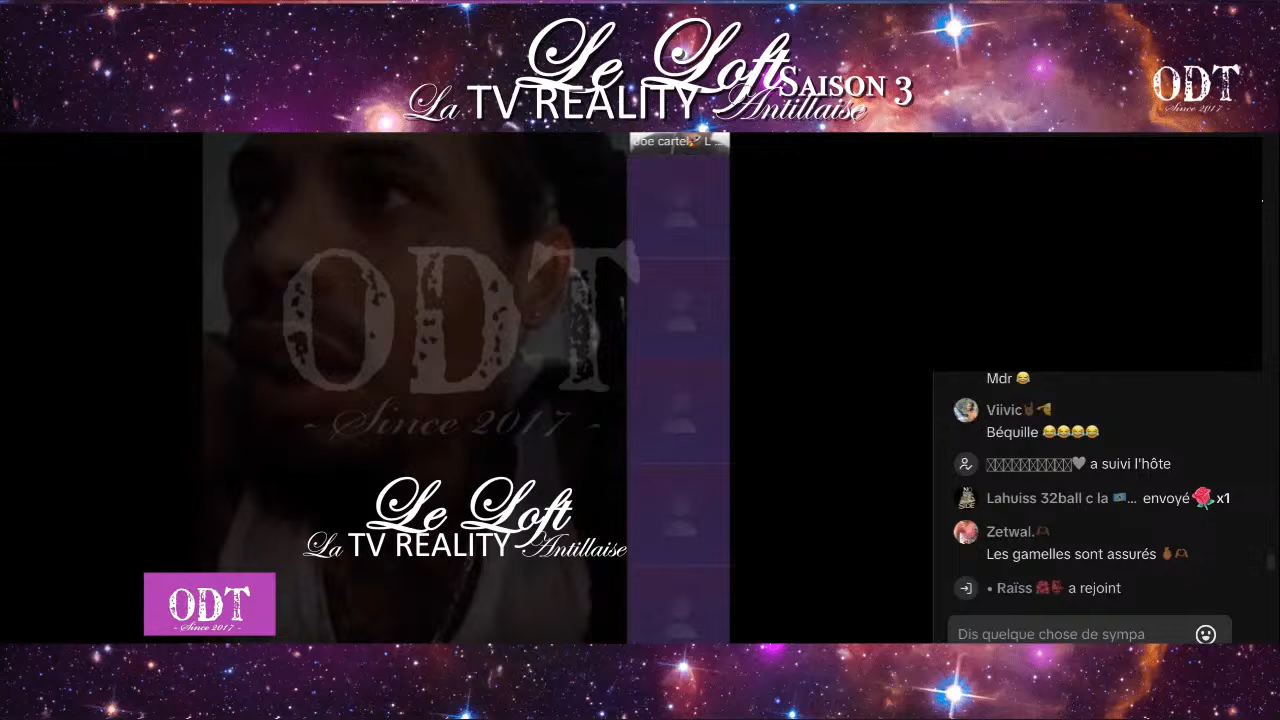 Le Loft
Saison 3
La TV REALITY Antillaise
ODT
- Since 2017 -
Joe cartel L ...
ODT
- Since 2017 -
Mdr 😂
Viivic
Béquille 😂😂😂😂
a suivi l'hôte
Lahuiss 32ball c la ... envoyé 🌹x1
Zetwal.
Les gamelles sont assurés
• Raïss a rejoint
Dis quelque chose de sympa
Le Loft
La TV REALITY Antillaise
ODT
- Since 2017 -